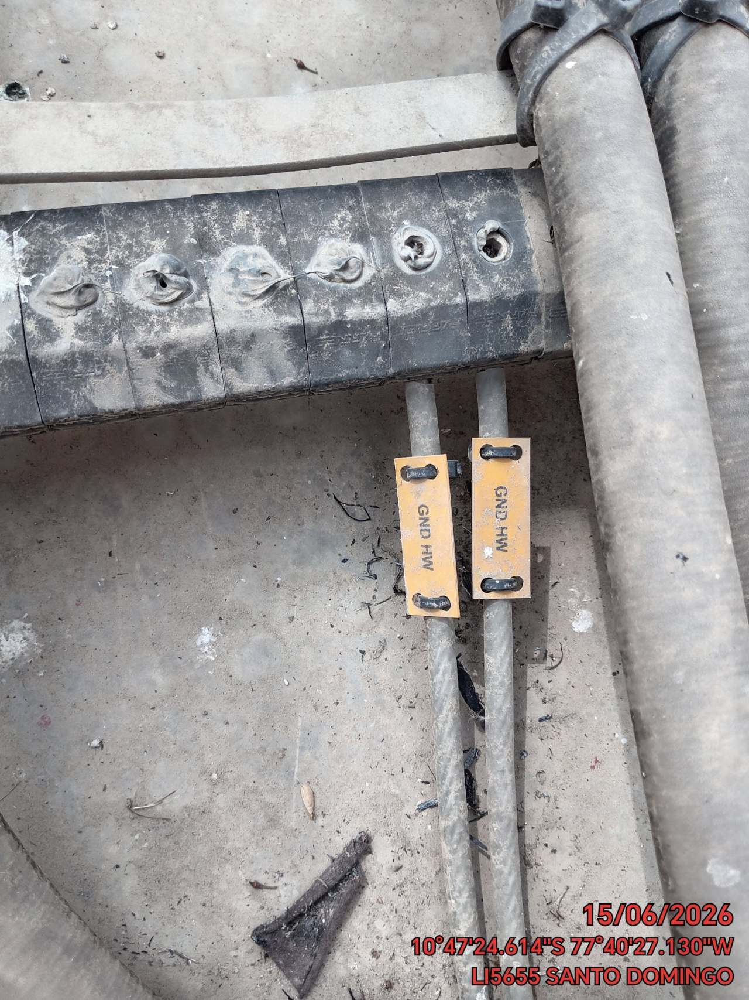 GND HW
GND HW
15/06/2026
10°47'24.614"S 77°40'27.130"W
LI5655 SANTO DOMINGO